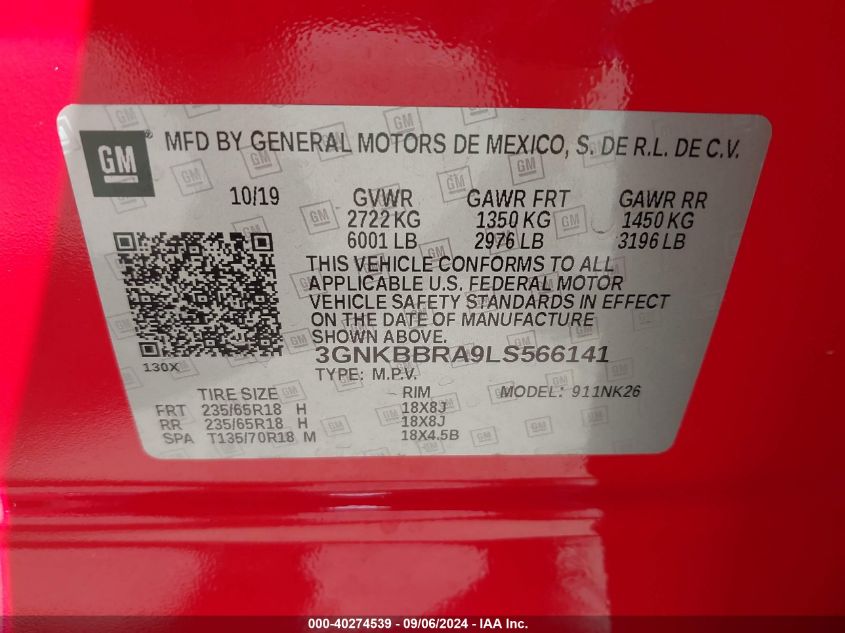 GM
MFD BY GENERAL MOTORS DE MEXICO, S. DE R.L. DE C.V.
10/19 GVWR GAWR FRT GAWR RR
2722 KG 1350 KG 1450 KG
6001 LB 2976 LB 3196 LB
THIS VEHICLE CONFORMS TO ALL
APPLICABLE U.S. FEDERAL MOTOR
VEHICLE SAFETY STANDARDS IN EFFECT
ON THE DATE OF MANUFACTURE
SHOWN ABOVE.
3GNKBBRA9LS566141
130X
TYPE: M.P.V.
TIRE SIZE RIM MODEL: 911NK26
FRT 235/65R18 H 18X8J
RR 235/65R18 H 18X8J
SPA T135/70R18 M 18X4.5B
000-40274539 - 09/06/2024 - IAA Inc.